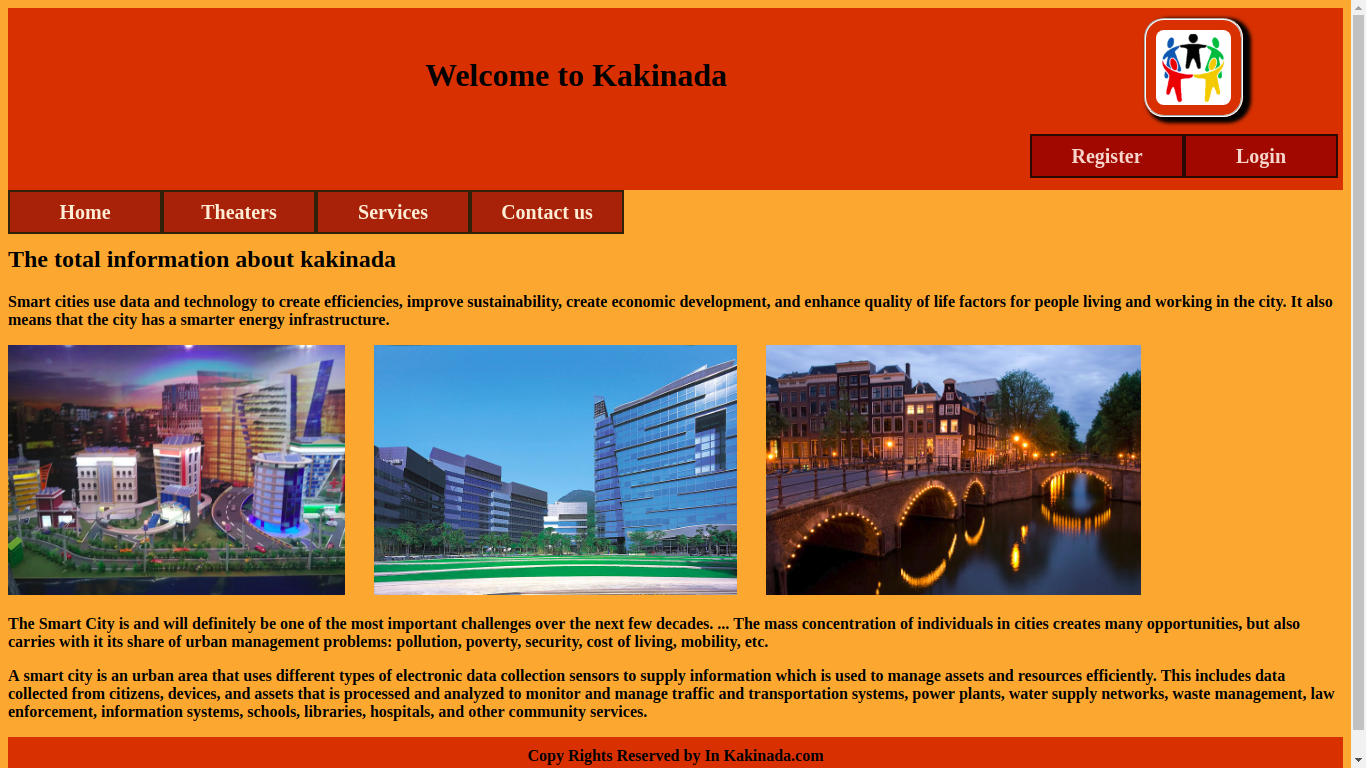 Welcome to Kakinada
Register
Login
Home
Theaters
Services
Contact us
The total information about kakinada
Smart cities use data and technology to create efficiencies, improve sustainability, create economic development, and enhance quality of life factors for people living and working in the city. It also
means that the city has a smarter energy infrastructure.
The Smart City is and will definitely be one of the most important challenges over the next few decades. ... The mass concentration of individuals in cities creates many opportunities, but also
carries with it its share of urban management problems: pollution, poverty, security, cost of living, mobility, etc.
A smart city is an urban area that uses different types of electronic data collection sensors to supply information which is used to manage assets and resources efficiently. This includes data
collected from citizens, devices, and assets that is processed and analyzed to monitor and manage traffic and transportation systems, power plants, water supply networks, waste management, law
enforcement, information systems, schools, libraries, hospitals, and other community services.
Copy Rights Reserved by In Kakinada.com